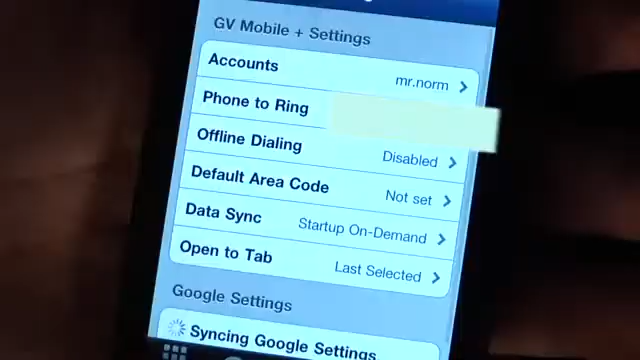 GV Mobile + Settings
Accounts mr.norm
Phone to Ring
Offline Dialing Disabled
Default Area Code Not set
Data Sync Startup On-Demand
Open to Tab Last Selected
Google Settings
Syncing Google Settings